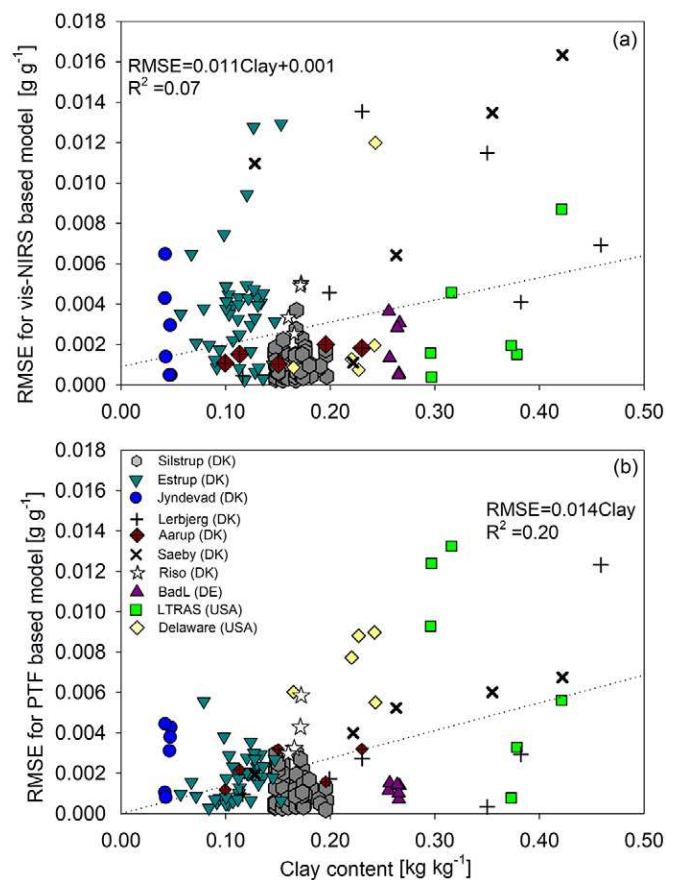 (a)
RMSE=0.011Clay+0.001
R² =0.07
RMSE for vis-NIRS based model [g g⁻¹]
0.018
0.016
0.014
0.012
0.010
0.008
0.006
0.004
0.002
0.000
0.00 0.10 0.20 0.30 0.40 0.50
(b)
Silstrup (DK)
Estrup (DK)
Jyndevad (DK)
Lerbjerg (DK)
Aarup (DK)
Saeby (DK)
Riso (DK)
BadL (DE)
LTRAS (USA)
Delaware (USA)
RMSE=0.014Clay
R² =0.20
RMSE for PTF based model [g g⁻¹]
0.018
0.016
0.014
0.012
0.010
0.008
0.006
0.004
0.002
0.000
0.00 0.10 0.20 0.30 0.40 0.50
Clay content [kg kg⁻¹]